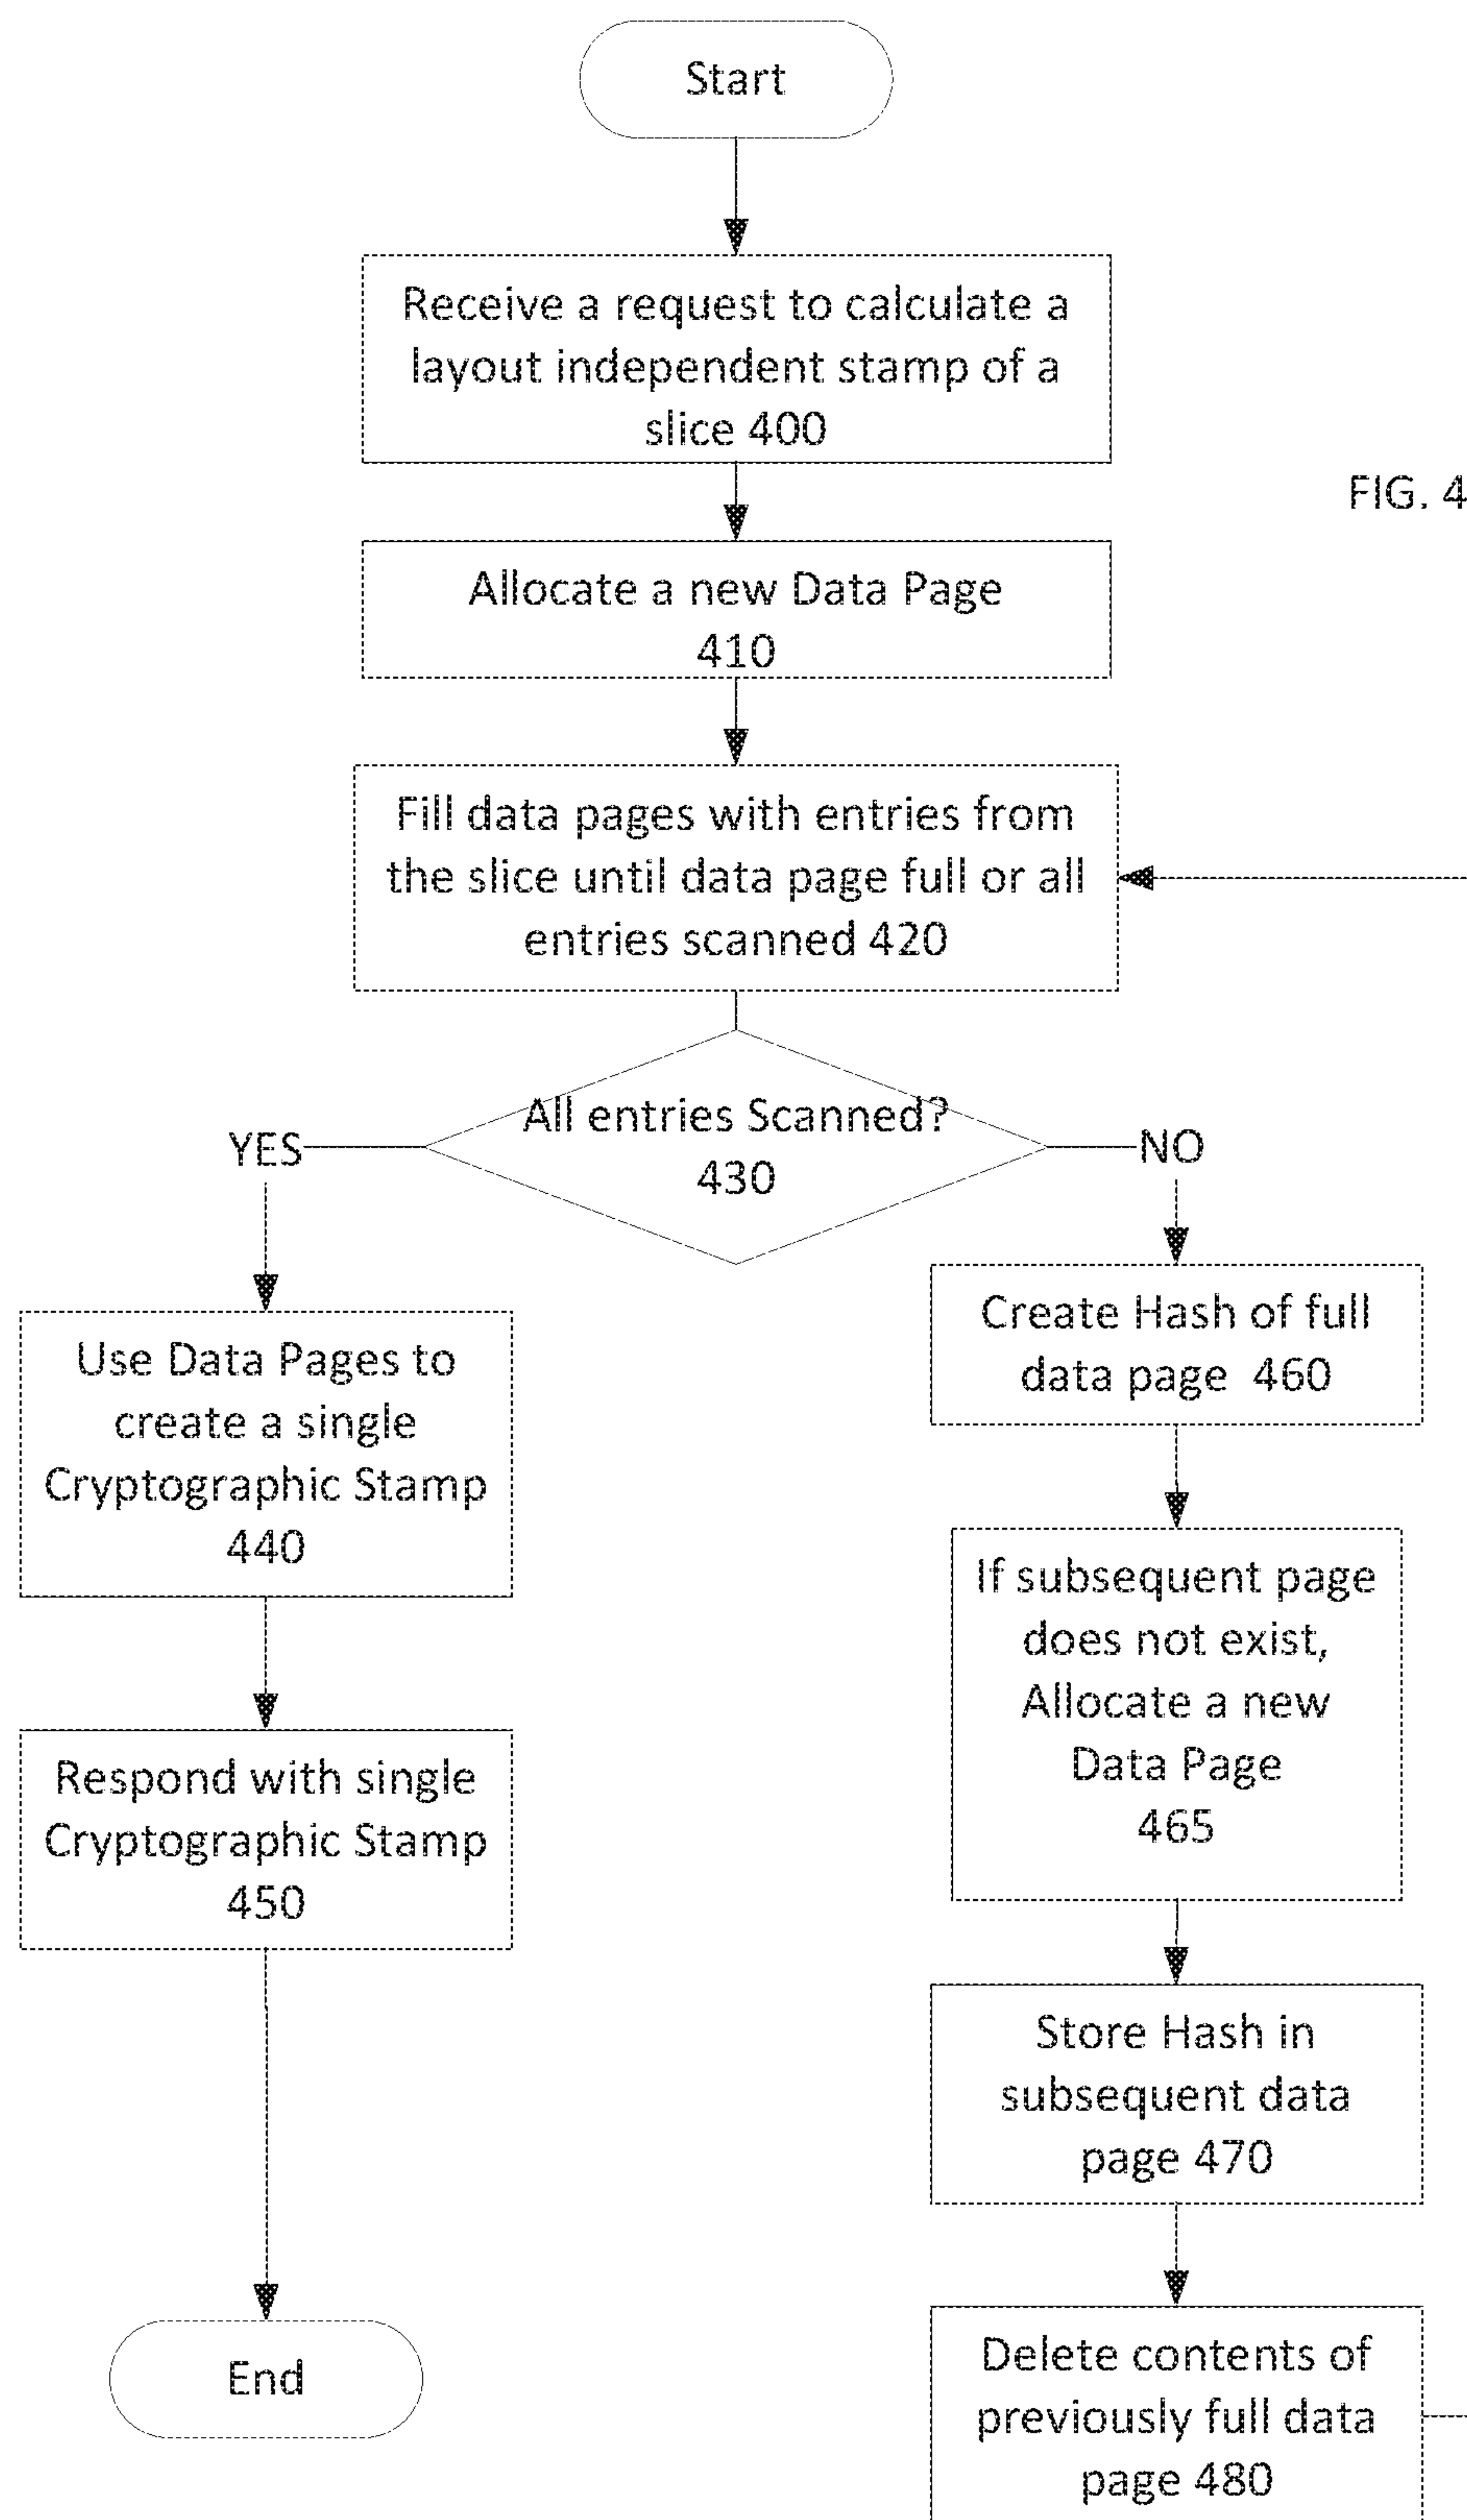 Start
Receive a request to calculate a
layout independent stamp of a
slice 400
FIG. 4
Allocate a new Data Page
410
Fill data pages with entries from
the slice until data page full or all
entries scanned 420
All entries Scanned?
430
YES
NO
Use Data Pages to
create a single
Cryptographic Stamp
440
Respond with single
Cryptographic Stamp
450
End
Create Hash of full
data page 460
If subsequent page
does not exist,
Allocate a new
Data Page
465
Store Hash in
subsequent data
page 470
Delete contents of
previously full data
page 480